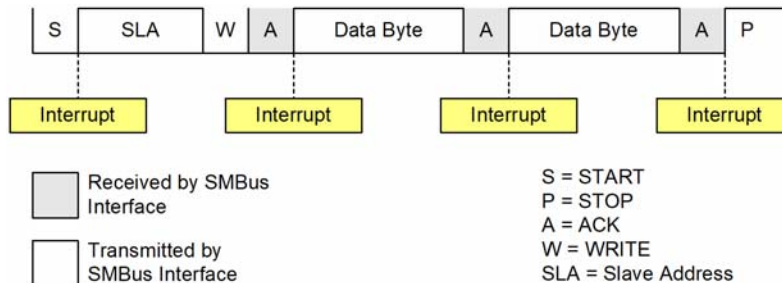 S SLA W A Data Byte A Data Byte A P
Interrupt Interrupt Interrupt Interrupt
Received by SMBus
Interface
Transmitted by
SMBus Interface
S = START
P = STOP
A = ACK
W = WRITE
SLA = Slave Address